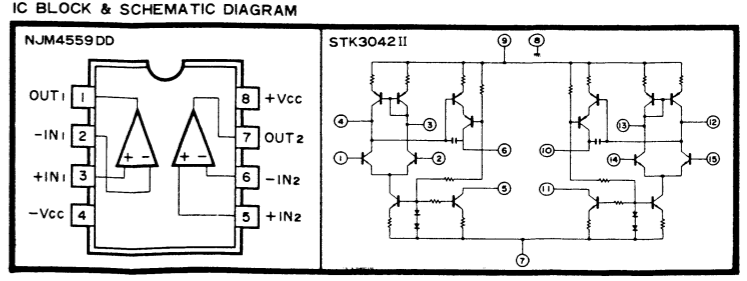 IC BLOCK & SCHEMATIC DIAGRAM
NJM4559DD
OUT1 1
-IN1 2
+IN1 3
-Vcc 4
8 +Vcc
7 OUT2
6 -IN2
5 +IN2
+ -
+ -
STK3042II
9 8
4 3 13 12
6 10
1 2 14 15
5 11
7